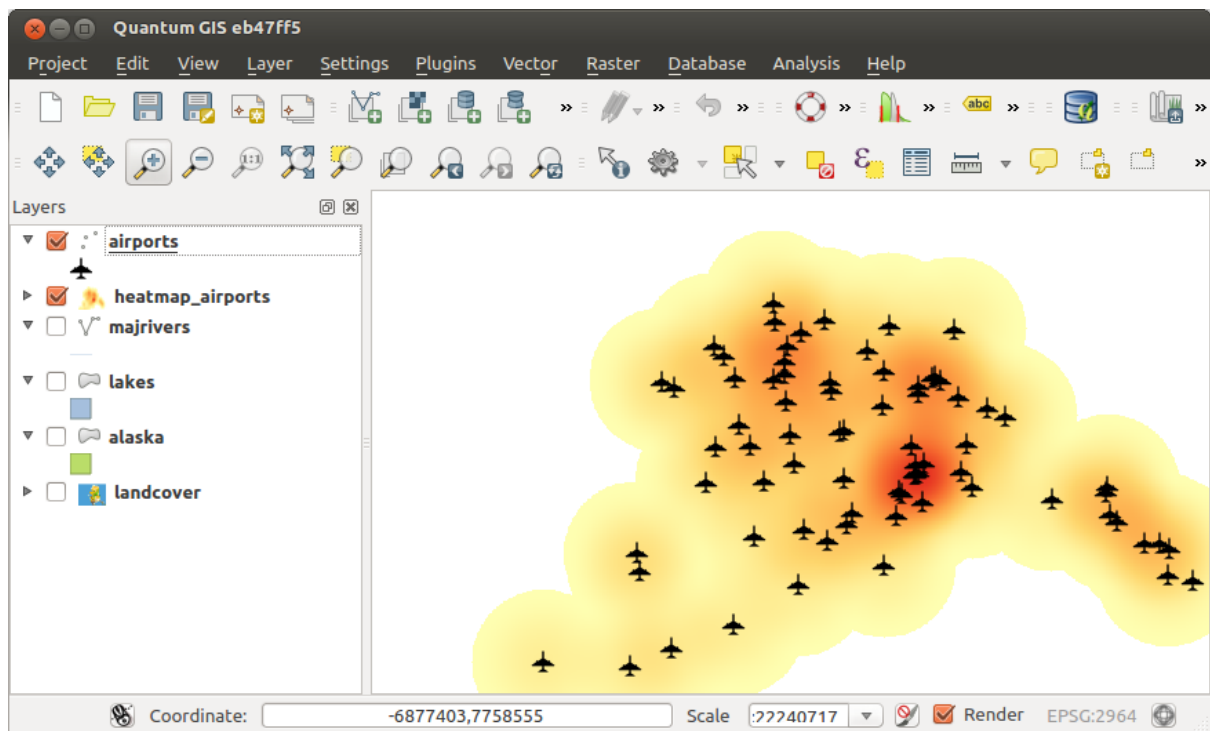 Quantum GIS eb47ff5
Project Edit View Layer Settings Plugins Vector Raster Database Analysis Help
1:1
abc
Layers
airports
heatmap_airports
majrivers
lakes
alaska
landcover
Coordinate: -6877403,7758555 Scale :22240717 Render EPSG:2964